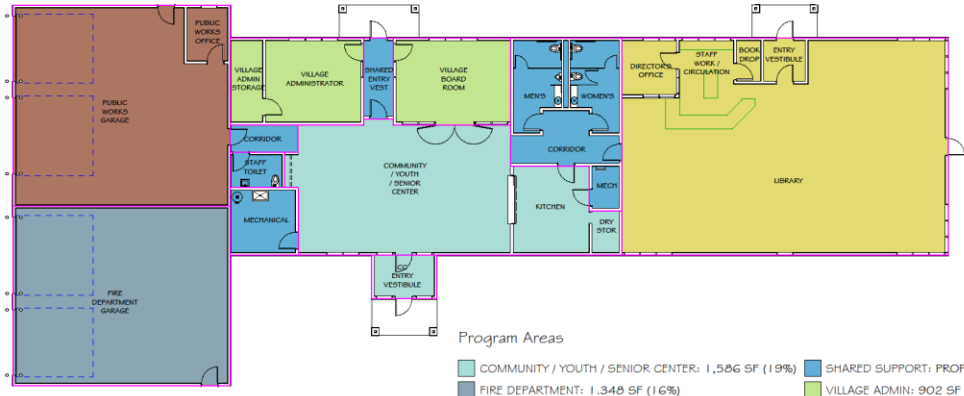 PUBLIC
WORKS
OFFICE
VILLAGE
ADMIN
STORAGE
VILLAGE
ADMINISTRATOR
SHARED
ENTRY
VEST
VILLAGE
BOARD
ROOM
MEN'S
WOMEN'S
DIRECTOR'S
OFFICE
STAFF
WORK /
CIRCULATION
BOOK
DROP
ENTRY
VESTIBULE
PUBLIC
WORKS
GARAGE
CORRIDOR
STAFF
TOILET
COMMUNITY
/ YOUTH
/ SENIOR
CENTER
CORRIDOR
LIBRARY
MECH
KITCHEN
MECHANICAL
DRY
STOR
CC
ENTRY
VESTIBULE
FIRE
DEPARTMENT
GARAGE
Program Areas
COMMUNITY / YOUTH / SENIOR CENTER: 1,586 SF (19%)
SHARED SUPPORT: PROP
FIRE DEPARTMENT: 1,348 SF (16%)
VILLAGE ADMIN: 902 SF